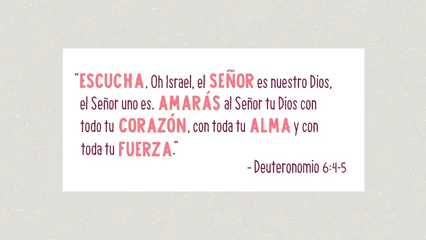 "ESCUCHA, Oh Israel, el SEÑOR es nuestro Dios,
el Señor uno es. AMARÁS al Señor tu Dios con
todo tu CORAZÓN, con toda tu ALMA y con
toda tu FUERZA."
- Deuteronomio 6:4-5